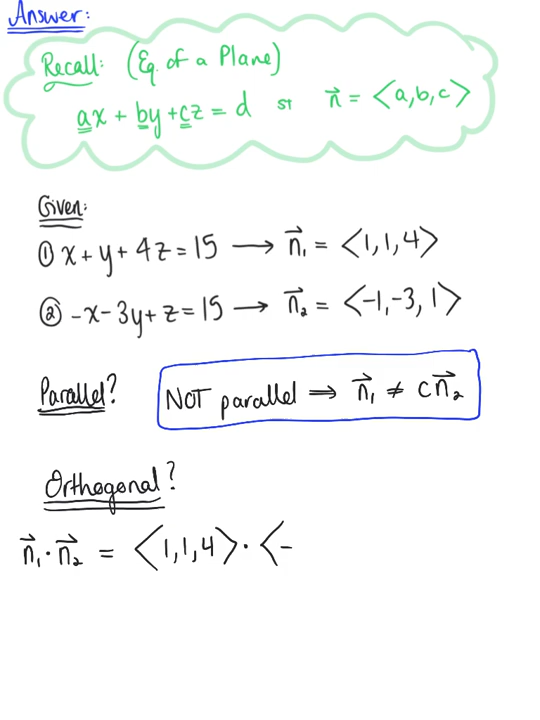 Answer:
Recall: (Eq. of a Plane)
ax + by + cz = d st n⃗ = <a,b,c>
Given:
① x + y + 4z = 15 → n⃗₁ = <1,1,4>
② -x - 3y + z = 15 → n⃗₂ = <-1,-3,1>
Parallel? NOT parallel ⇒ n⃗₁ ≠ cn⃗₂
Orthogonal?
n⃗₁ · n⃗₂ = <1,1,4> · <-